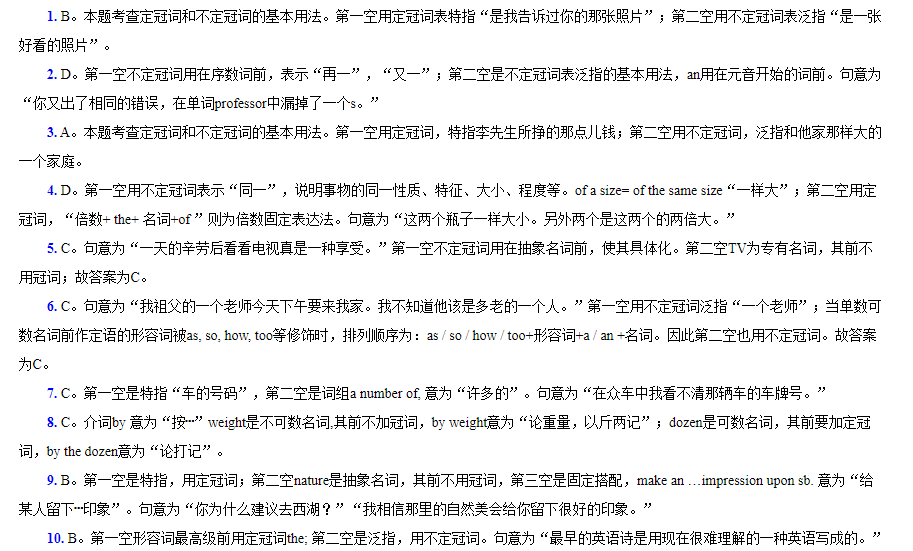 1. B。本题考查定冠词和不定冠词的基本用法。第一空用定冠词表特指“是我告诉过你的那张照片”；第二空用不定冠词表泛指“是一张
好看的照片”。
2. D。第一空不定冠词用在序数词前，表示“再一”，“又一”；第二空是不定冠词表泛指的基本用法，an用在元音开始的词前。句意为
“你又出了相同的错误，在单词professor中漏掉了一个s。”
3. A。本题考查定冠词和不定冠词的基本用法。第一空用定冠词，特指李先生所挣的那点儿钱；第二空用不定冠词，泛指和他家那样大的
一个家庭。
4. D。第一空用不定冠词表示“同一”，说明事物的同一性质、特征、大小、程度等。of a size= of the same size“一样大”；第二空用定
冠词，“倍数+ the+ 名词+of ”则为倍数固定表达法。句意为“这两个瓶子一样大小。另外两个是这两个的两倍大。”
5. C。句意为“一天的辛劳后看看电视真是一种享受。”第一空不定冠词用在抽象名词前，使其具体化。第二空TV为专有名词，其前不
用冠词；故答案为C。
6. C。句意为“我祖父的一个老师今天下午要来我家。我不知道他该是多老的一个人。”第一空用不定冠词泛指“一个老师”；当单数可
数名词前作定语的形容词被as, so, how, too等修饰时，排列顺序为：as / so / how / too+形容词+a / an +名词。因此第二空也用不定冠词。故答案
为C。
7. C。第一空是特指“车的号码”，第二空是词组a number of, 意为“许多的”。句意为“在众车中我看不清那辆车的车牌号。”
8. C。介词by 意为“按┅”weight是不可数名词,其前不加冠词，by weight意为“论重量，以斤两记”；dozen是可数名词，其前要加定冠
词，by the dozen意为“论打记”。
9. B。第一空是特指，用定冠词；第二空nature是抽象名词，其前不用冠词，第三空是固定搭配，make an …impression upon sb. 意为“给
某人留下┅印象”。句意为“你为什么建议去西湖？”“我相信那里的自然美会给你留下很好的印象。”
10. B。第一空形容词最高级前用定冠词the; 第二空是泛指，用不定冠词。句意为“最早的英语诗是用现在很难理解的一种英语写成的。”